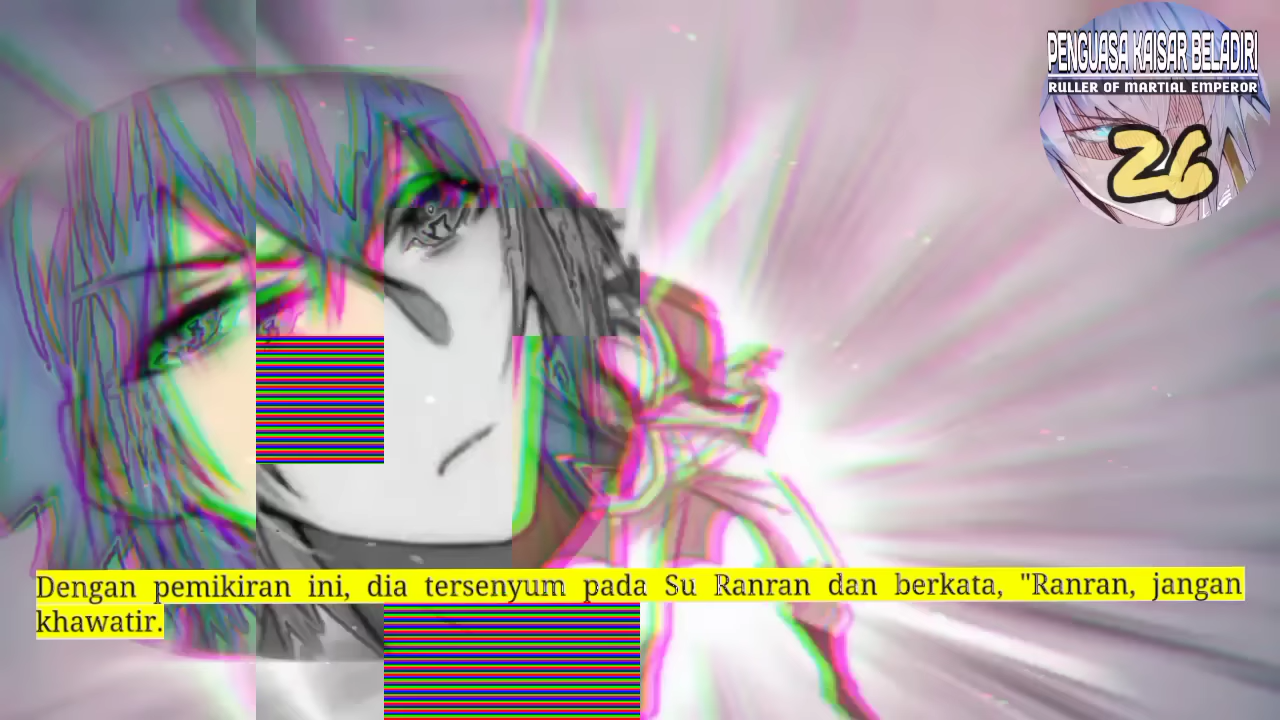 PENGUASA KAISAR BELADIRI
RULLER OF MARTIAL EMPEROR
26
Dengan pemikiran ini, dia tersenyum pada Su Ranran dan berkata, "Ranran, jangan
khawatir.